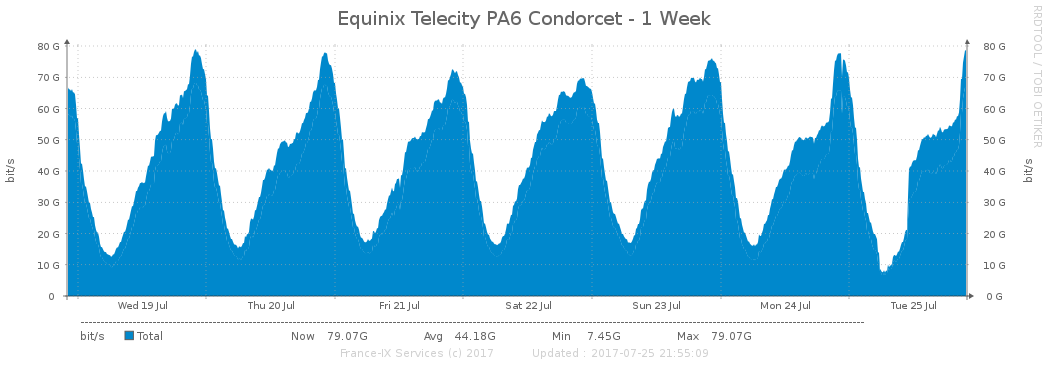 Equinix Telecity PA6 Condorcet - 1 Week
RRDTOOL / TOBI OETIKER
bit/s
80 G
70 G
60 G
50 G
40 G
30 G
20 G
10 G
0
80 G
70 G
60 G
50 G
40 G
30 G
20 G
10 G
0 G
bit/s
Wed 19 Jul Thu 20 Jul Fri 21 Jul Sat 22 Jul Sun 23 Jul Mon 24 Jul Tue 25 Jul
bit/s Total Now 79.07G Avg 44.18G Min 7.45G Max 79.07G
France-IX Services (c) 2017 Updated : 2017-07-25 21:55:09